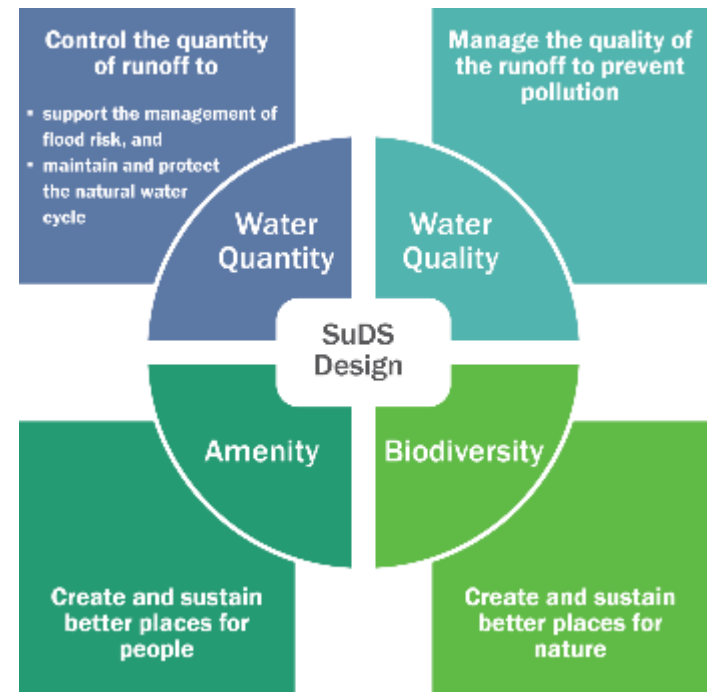 Control the quantity
of runoff to
▪ support the management of
flood risk, and
▪ maintain and protect
the natural water
cycle
Manage the quality of
the runoff to prevent
pollution
Water
Quantity
Water
Quality
SuDS
Design
Amenity
Biodiversity
Create and sustain
better places for
people
Create and sustain
better places for
nature